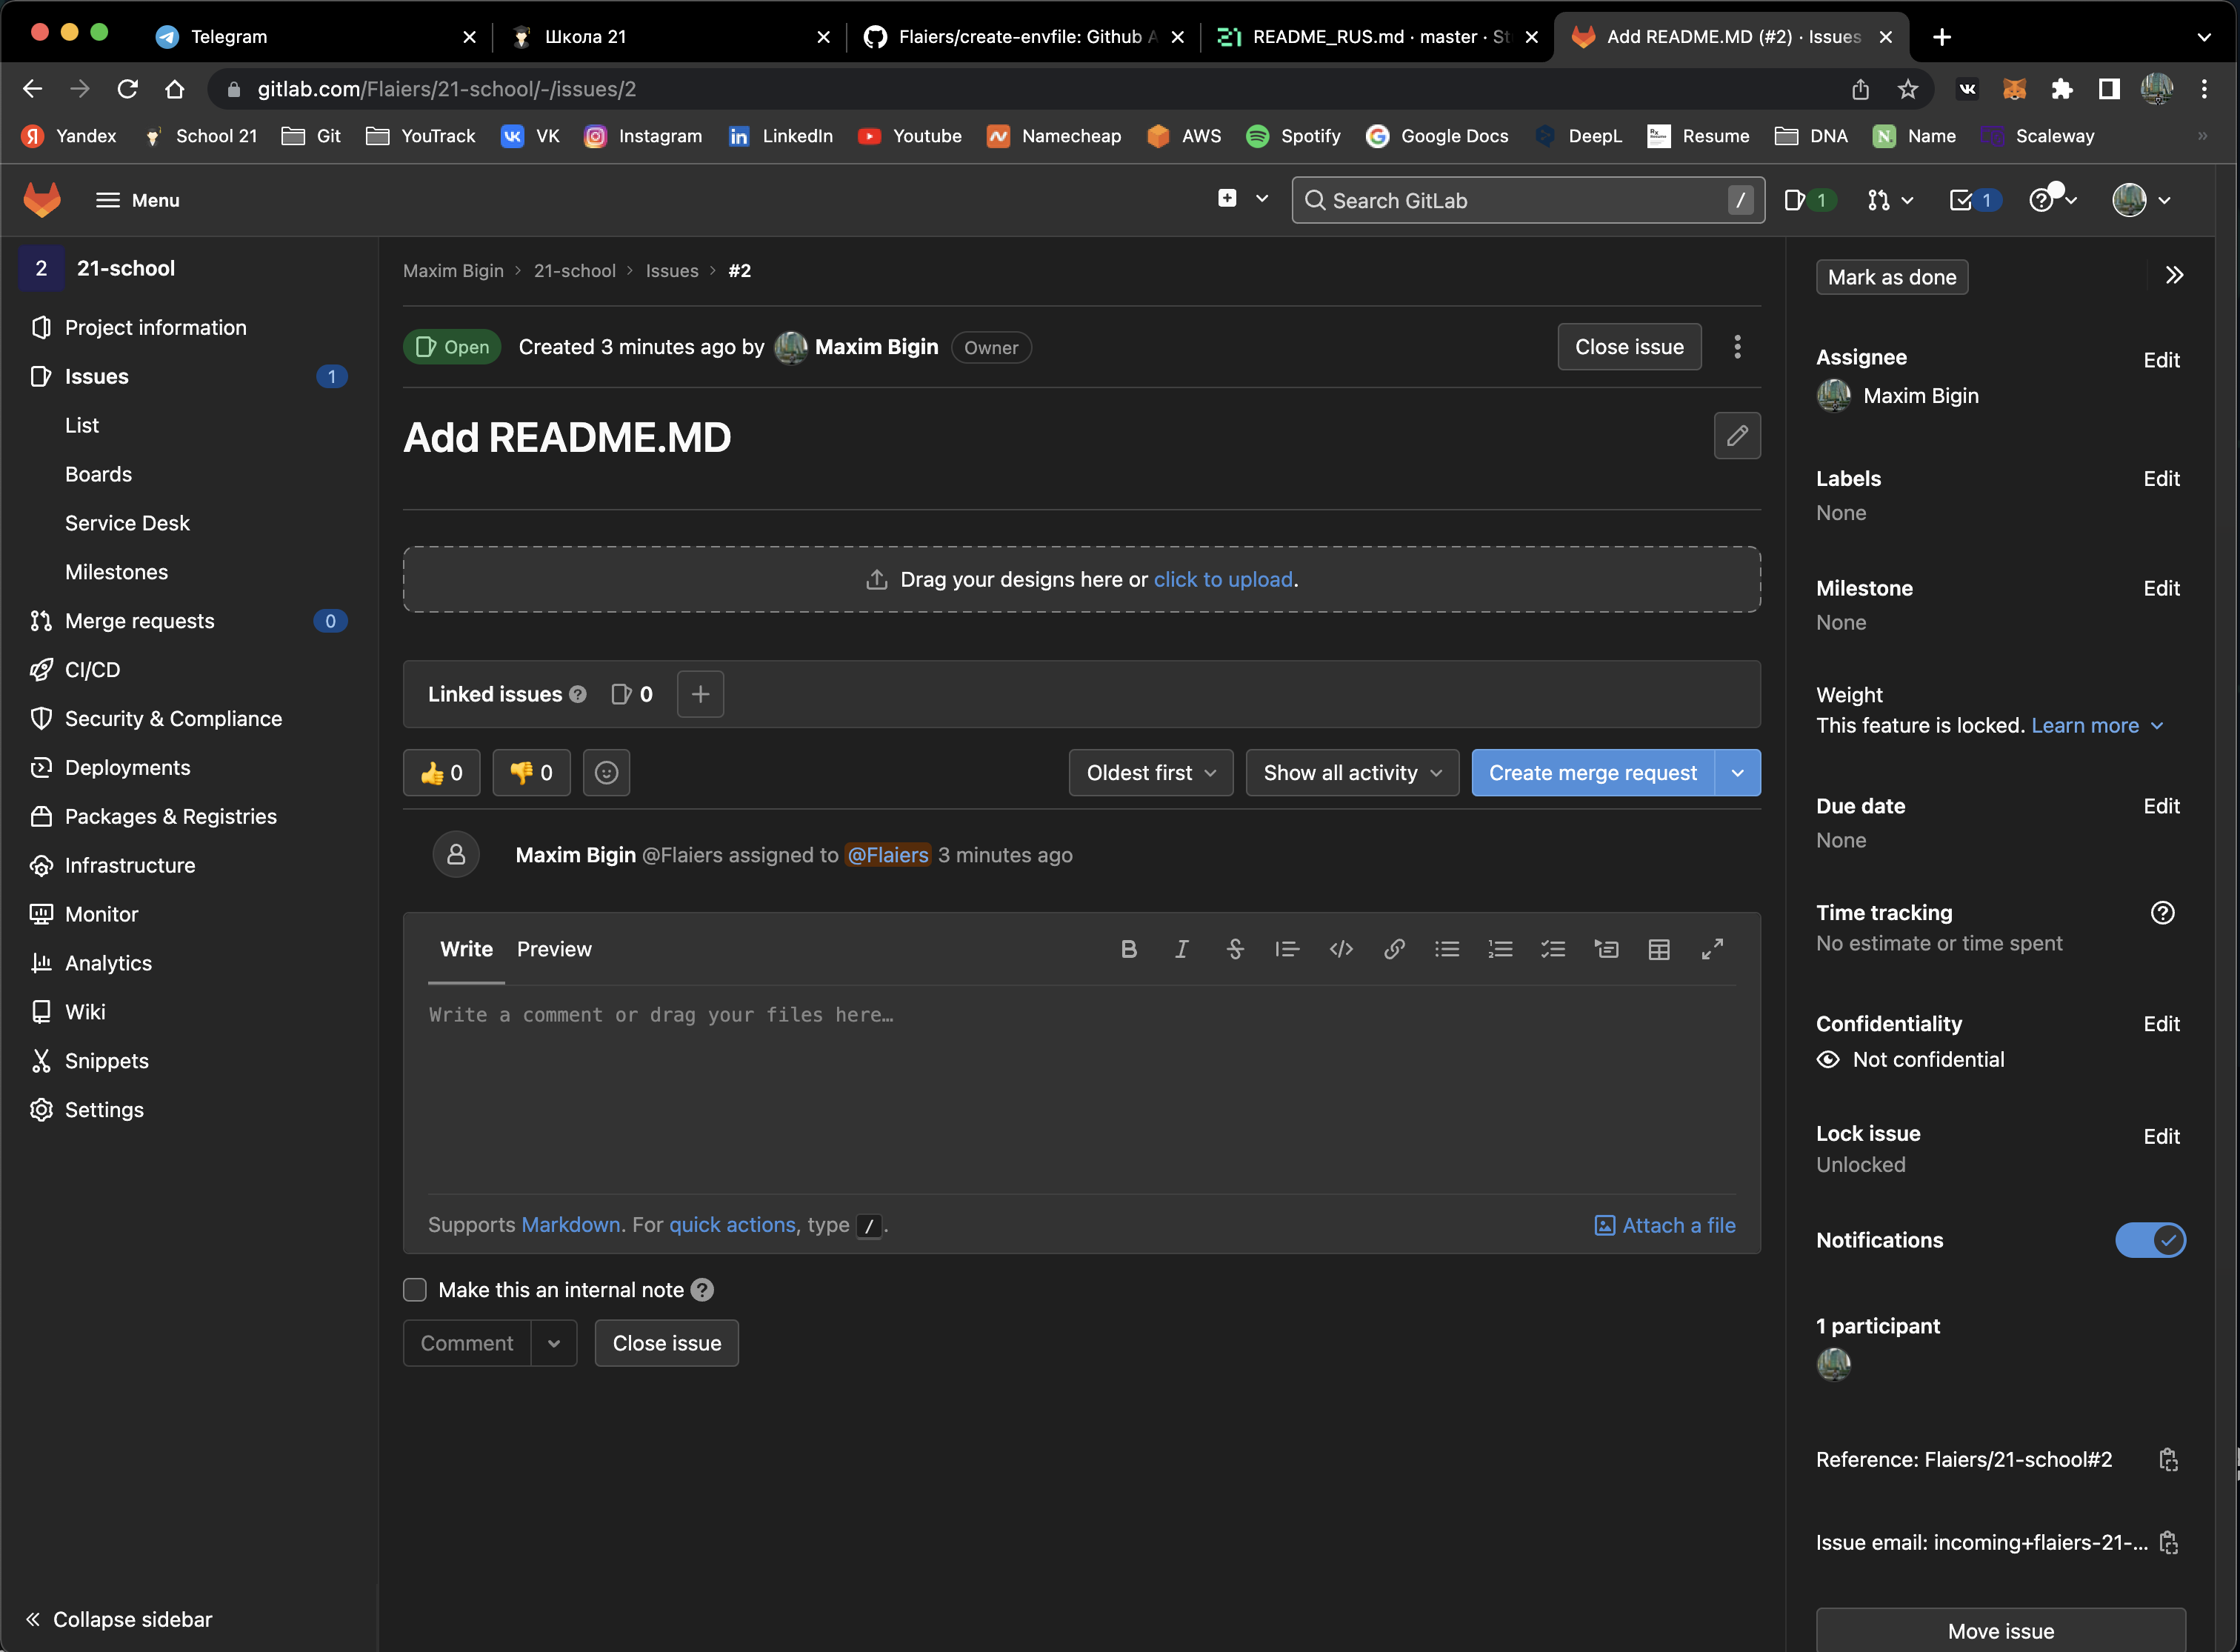 Telegram
Школа 21
Flaiers/create-envfile: Github A
README_RUS.md · master · St
Add README.MD (#2) · Issues
gitlab.com/Flaiers/21-school/-/issues/2
VK
Я Yandex
School 21
Git
YouTrack
VK VK
Instagram
in LinkedIn
Youtube
Namecheap
AWS
Spotify
Google Docs
DeepL
Resume
DNA
N. Name
Scaleway
»
Menu
Search GitLab /
1
1
2 21-school
Project information
Issues 1
List
Boards
Service Desk
Milestones
Merge requests 0
CI/CD
Security & Compliance
Deployments
Packages & Registries
Infrastructure
Monitor
Analytics
Wiki
Snippets
Settings
« Collapse sidebar
Maxim Bigin > 21-school > Issues > #2
Open Created 3 minutes ago by Maxim Bigin Owner
Close issue
Add README.MD
Drag your designs here or click to upload.
Linked issues 0
👍 0 👎 0
Oldest first
Show all activity
Create merge request
Maxim Bigin @Flaiers assigned to @Flaiers 3 minutes ago
Write Preview
Write a comment or drag your files here…
Supports Markdown. For quick actions, type /.
Attach a file
Make this an internal note
Comment
Close issue
Mark as done
Assignee Edit
Maxim Bigin
Labels Edit
None
Milestone Edit
None
Weight
This feature is locked. Learn more
Due date Edit
None
Time tracking
No estimate or time spent
Confidentiality Edit
Not confidential
Lock issue Edit
Unlocked
Notifications
1 participant
Reference: Flaiers/21-school#2
Issue email: incoming+flaiers-21-...
Move issue